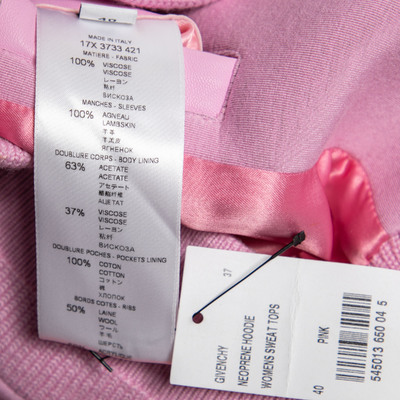 40
MADE IN ITALY
17X 3733 421
MATIERE - FABRIC
100% VISCOSE
VISCOSE
レーヨン
粘纤
ВИСКОЗА
MANCHES - SLEEVES
100% AGNEAU
LAMBSKIN
羊革
ЯГНЕНОК
DOUBLURE CORPS - BODY LINING
63% ACETATE
ACETATE
アセテート
醋酯纤维
АЦЕТАТ
37% VISCOSE
VISCOSE
レーヨン
粘纤
ВИСКОЗА
DOUBLURE POCHES - POCKETS LINING
100% COTON
COTTON
コットン
棉
ХЛОПОК
BORDS COTES - RIBS
50% LAINE
WOOL
ウール
羊毛
ШЕРСТЬ
37
GIVENCHY
NEOPRENE HOODIE
WOMENS SWEAT TOPS
40 PINK
545013 650 04 5